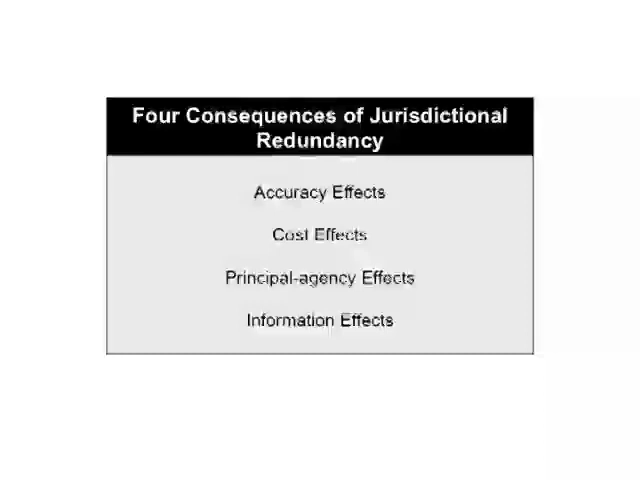 Four Consequences of Jurisdictional
Redundancy
Accuracy Effects
Cost Effects
Principal-agency Effects
Information Effects